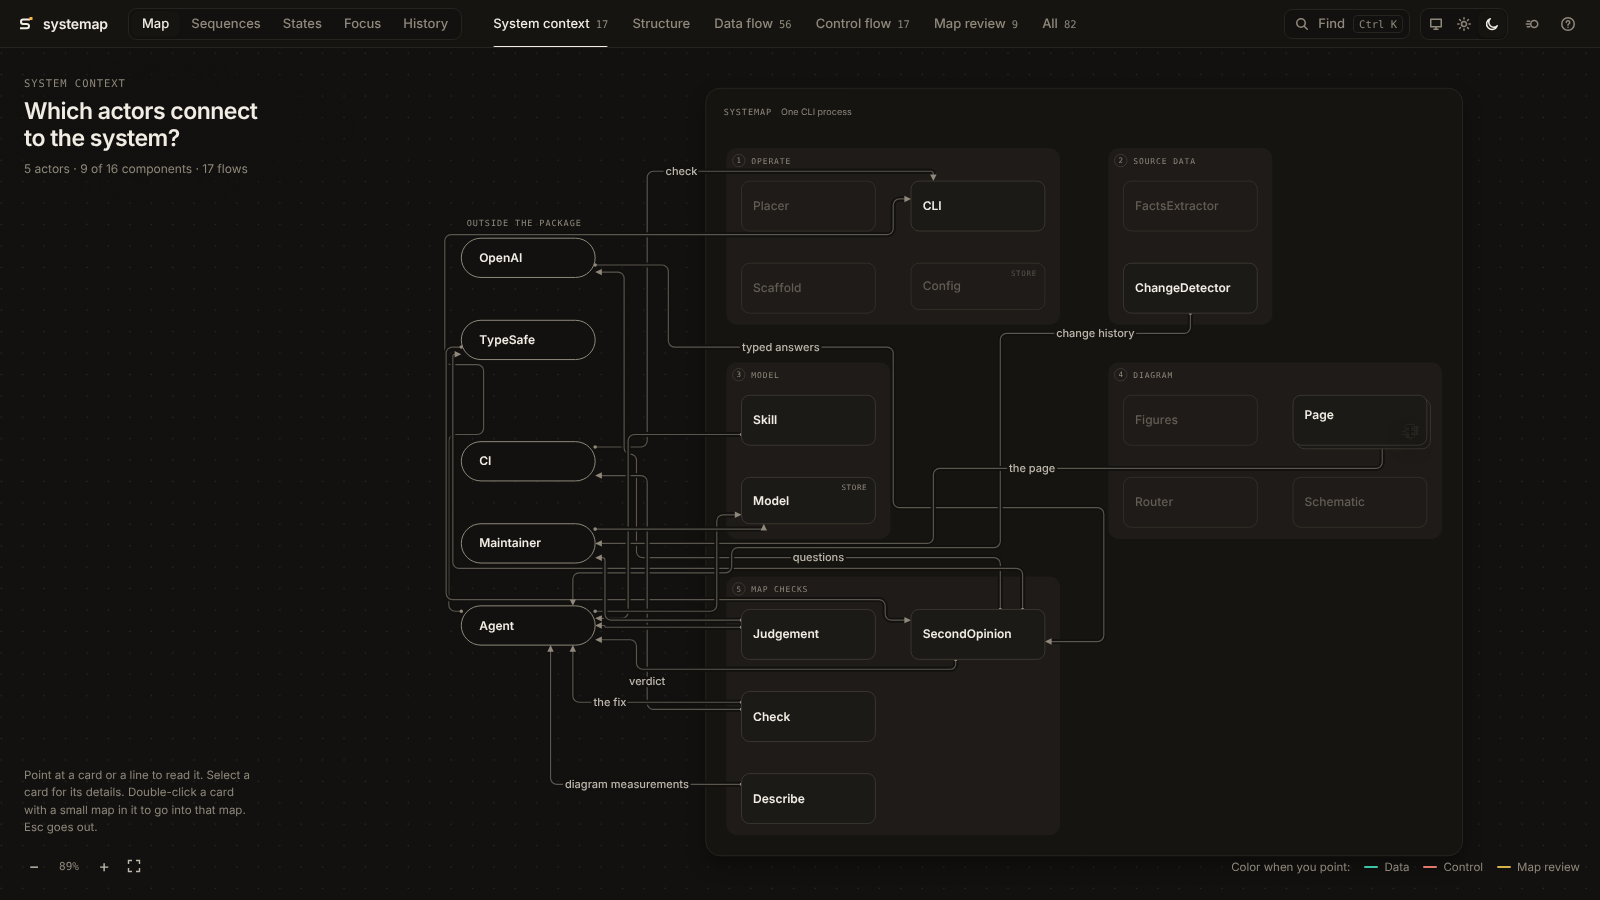 systemap
Map Sequences States Focus History
System context 17 Structure Data flow 56 Control flow 17 Map review 9 All 82
Find Ctrl K
SYSTEM CONTEXT
Which actors connect
to the system?
5 actors · 9 of 16 components · 17 flows
SYSTEMAP One CLI process
1 OPERATE
2 SOURCE DATA
check
Placer
CLI
FactsExtractor
OUTSIDE THE PACKAGE
OpenAI
Scaffold
STORE
Config
ChangeDetector
change history
TypeSafe
typed answers
3 MODEL
4 DIAGRAM
Skill
Figures
Page
CI
the page
STORE
Model
Router
Schematic
Maintainer
questions
5 MAP CHECKS
Agent
Judgement
SecondOpinion
verdict
the fix
Check
diagram measurements
Describe
Point at a card or a line to read it. Select a
card for its details. Double-click a card
with a small map in it to go into that map.
Esc goes out.
− 89% +
Color when you point: Data Control Map review